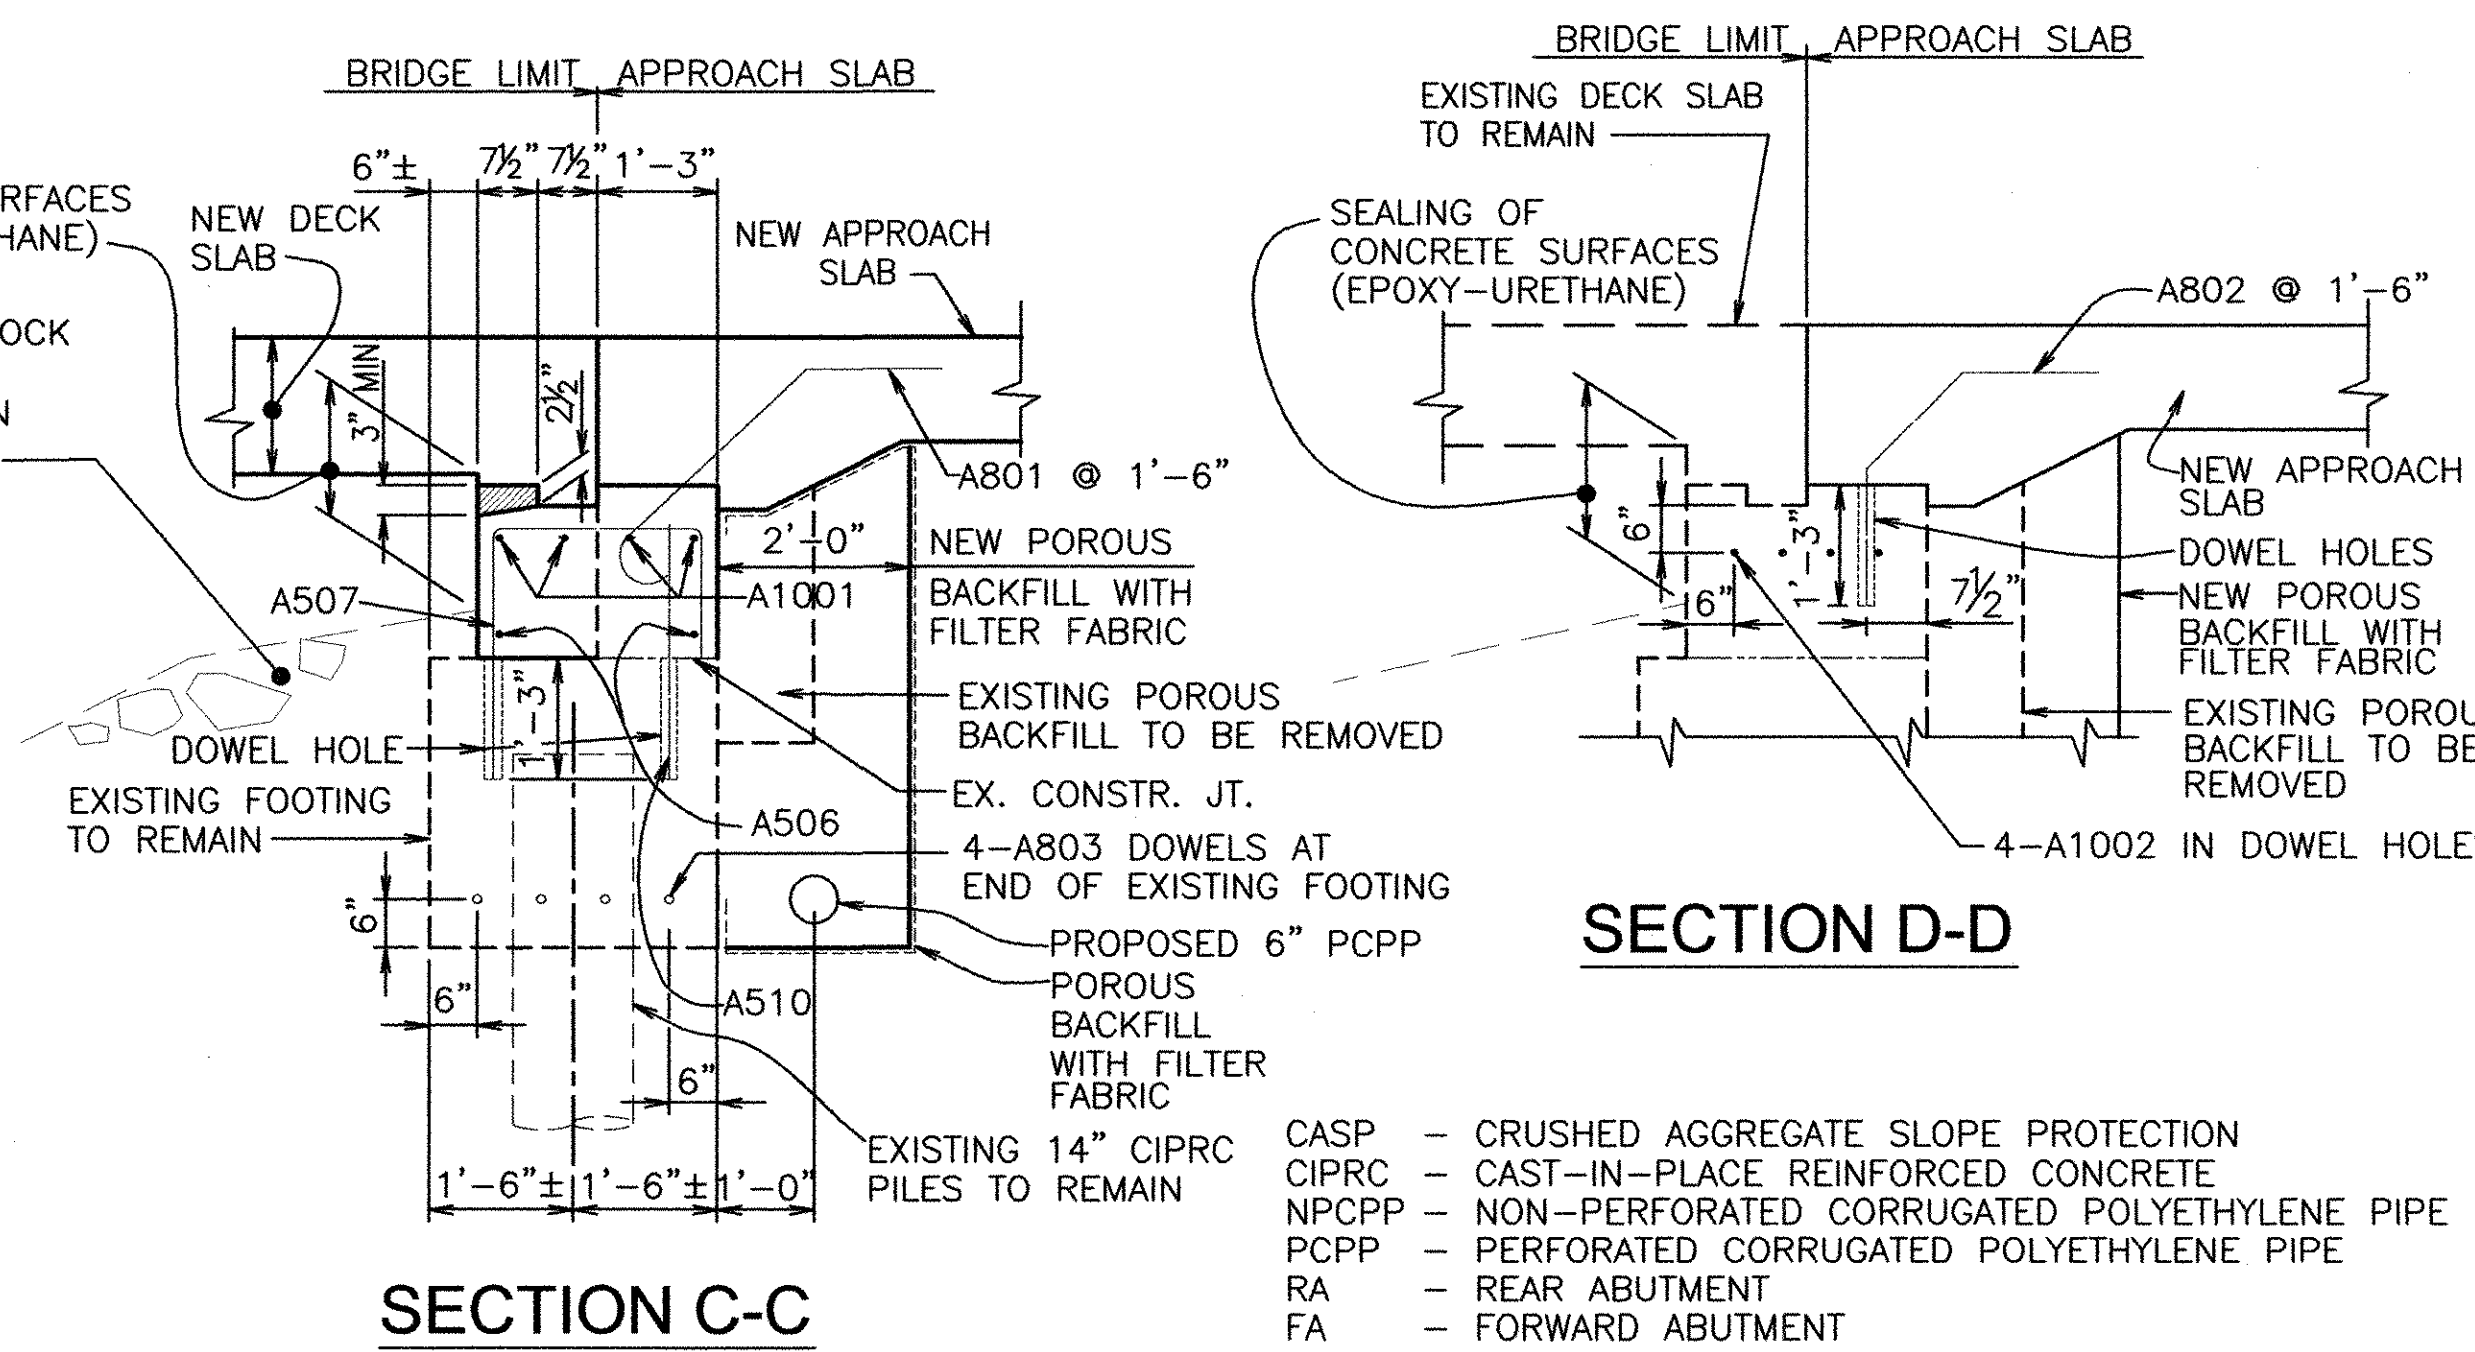 BRIDGE LIMIT APPROACH SLAB
6"± 7½" 7½" 1'-3"
RFACES
HANE)
NEW DECK
SLAB
NEW APPROACH
SLAB
OCK
N
3" MIN
2½"
A801 @ 1'-6"
2'-0"
NEW POROUS
BACKFILL WITH
FILTER FABRIC
A507
A1001
1'-3"
EXISTING POROUS
BACKFILL TO BE REMOVED
DOWEL HOLE
EX. CONSTR. JT.
EXISTING FOOTING
TO REMAIN
A506
4-A803 DOWELS AT
END OF EXISTING FOOTING
6"
PROPOSED 6" PCPP
6"
A510
POROUS
BACKFILL
WITH FILTER
FABRIC
6"
EXISTING 14" CIPRC
PILES TO REMAIN
1'-6"± 1'-6"± 1'-0"
SECTION C-C
BRIDGE LIMIT APPROACH SLAB
EXISTING DECK SLAB
TO REMAIN
SEALING OF
CONCRETE SURFACES
(EPOXY-URETHANE)
A802 @ 1'-6"
NEW APPROACH
SLAB
6"
1'-3"
DOWEL HOLES
6"
7½"
NEW POROUS
BACKFILL WITH
FILTER FABRIC
EXISTING POROU
BACKFILL TO BE
REMOVED
4-A1002 IN DOWEL HOLE
SECTION D-D
CASP - CRUSHED AGGREGATE SLOPE PROTECTION
CIPRC - CAST-IN-PLACE REINFORCED CONCRETE
NPCPP - NON-PERFORATED CORRUGATED POLYETHYLENE PIPE
PCPP - PERFORATED CORRUGATED POLYETHYLENE PIPE
RA - REAR ABUTMENT
FA - FORWARD ABUTMENT